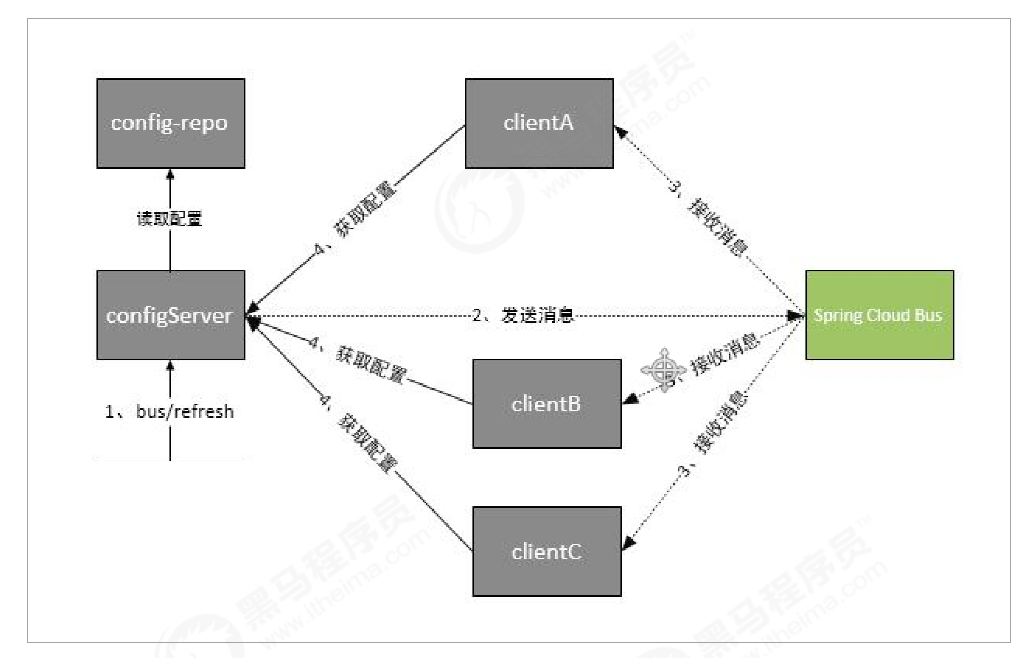 config-repo
clientA
读取配置
4、获取配置
3、接收消息
configServer
2、发送消息
Spring Cloud Bus
4、获取配置
接收消息
1、bus/refresh
clientB
4、获取配置
3、接收消息
clientC
黑马程序员
www.itheima.com